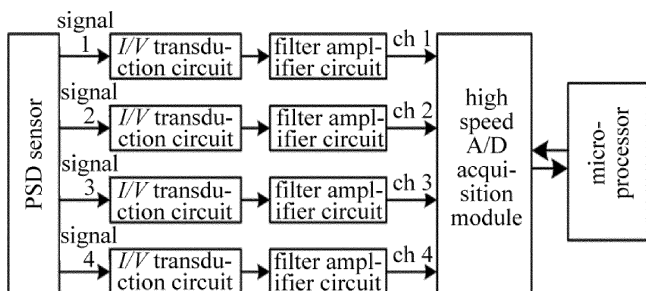 PSD sensor
signal
1
I/V transdu-
ction circuit
filter ampl-
ifier circuit
ch 1
signal
2
I/V transdu-
ction circuit
filter ampl-
ifier circuit
ch 2
signal
3
I/V transdu-
ction circuit
filter ampl-
ifier circuit
ch 3
signal
4
I/V transdu-
ction circuit
filter ampl-
ifier circuit
ch 4
high
speed
A/D
acqui-
sition
module
micro-
processor